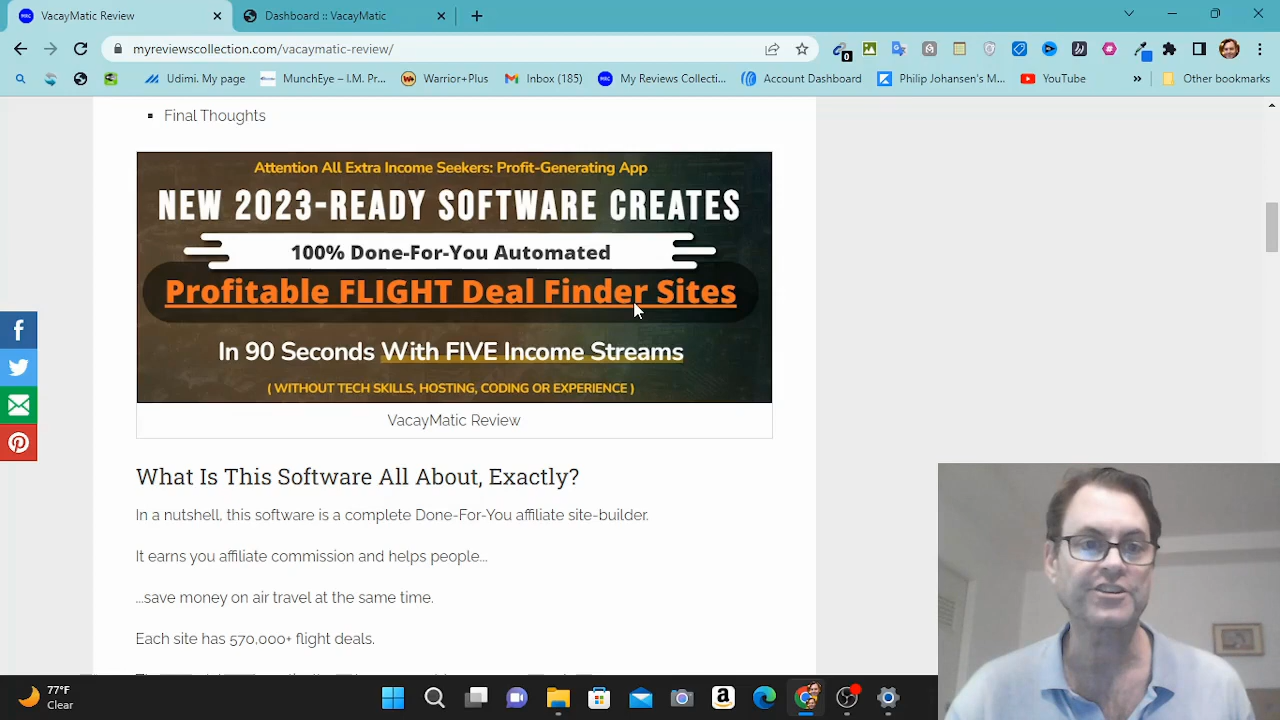 VacayMatic Review
Dashboard :: VacayMatic
myreviewscollection.com/vacaymatic-review/
0
Udimi. My page
MunchEye – I.M. Pr...
Warrior+Plus
Inbox (185)
My Reviews Collecti...
Account Dashboard
Philip Johansen's M...
YouTube
»
Other bookmarks
Final Thoughts
Attention All Extra Income Seekers: Profit-Generating App
NEW 2023-READY SOFTWARE CREATES
100% Done-For-You Automated
Profitable FLIGHT Deal Finder Sites
In 90 Seconds With FIVE Income Streams
( WITHOUT TECH SKILLS, HOSTING, CODING OR EXPERIENCE )
VacayMatic Review
What Is This Software All About, Exactly?
In a nutshell, this software is a complete Done-For-You affiliate site-builder.
It earns you affiliate commission and helps people...
...save money on air travel at the same time.
Each site has 570,000+ flight deals.
77°F
Clear